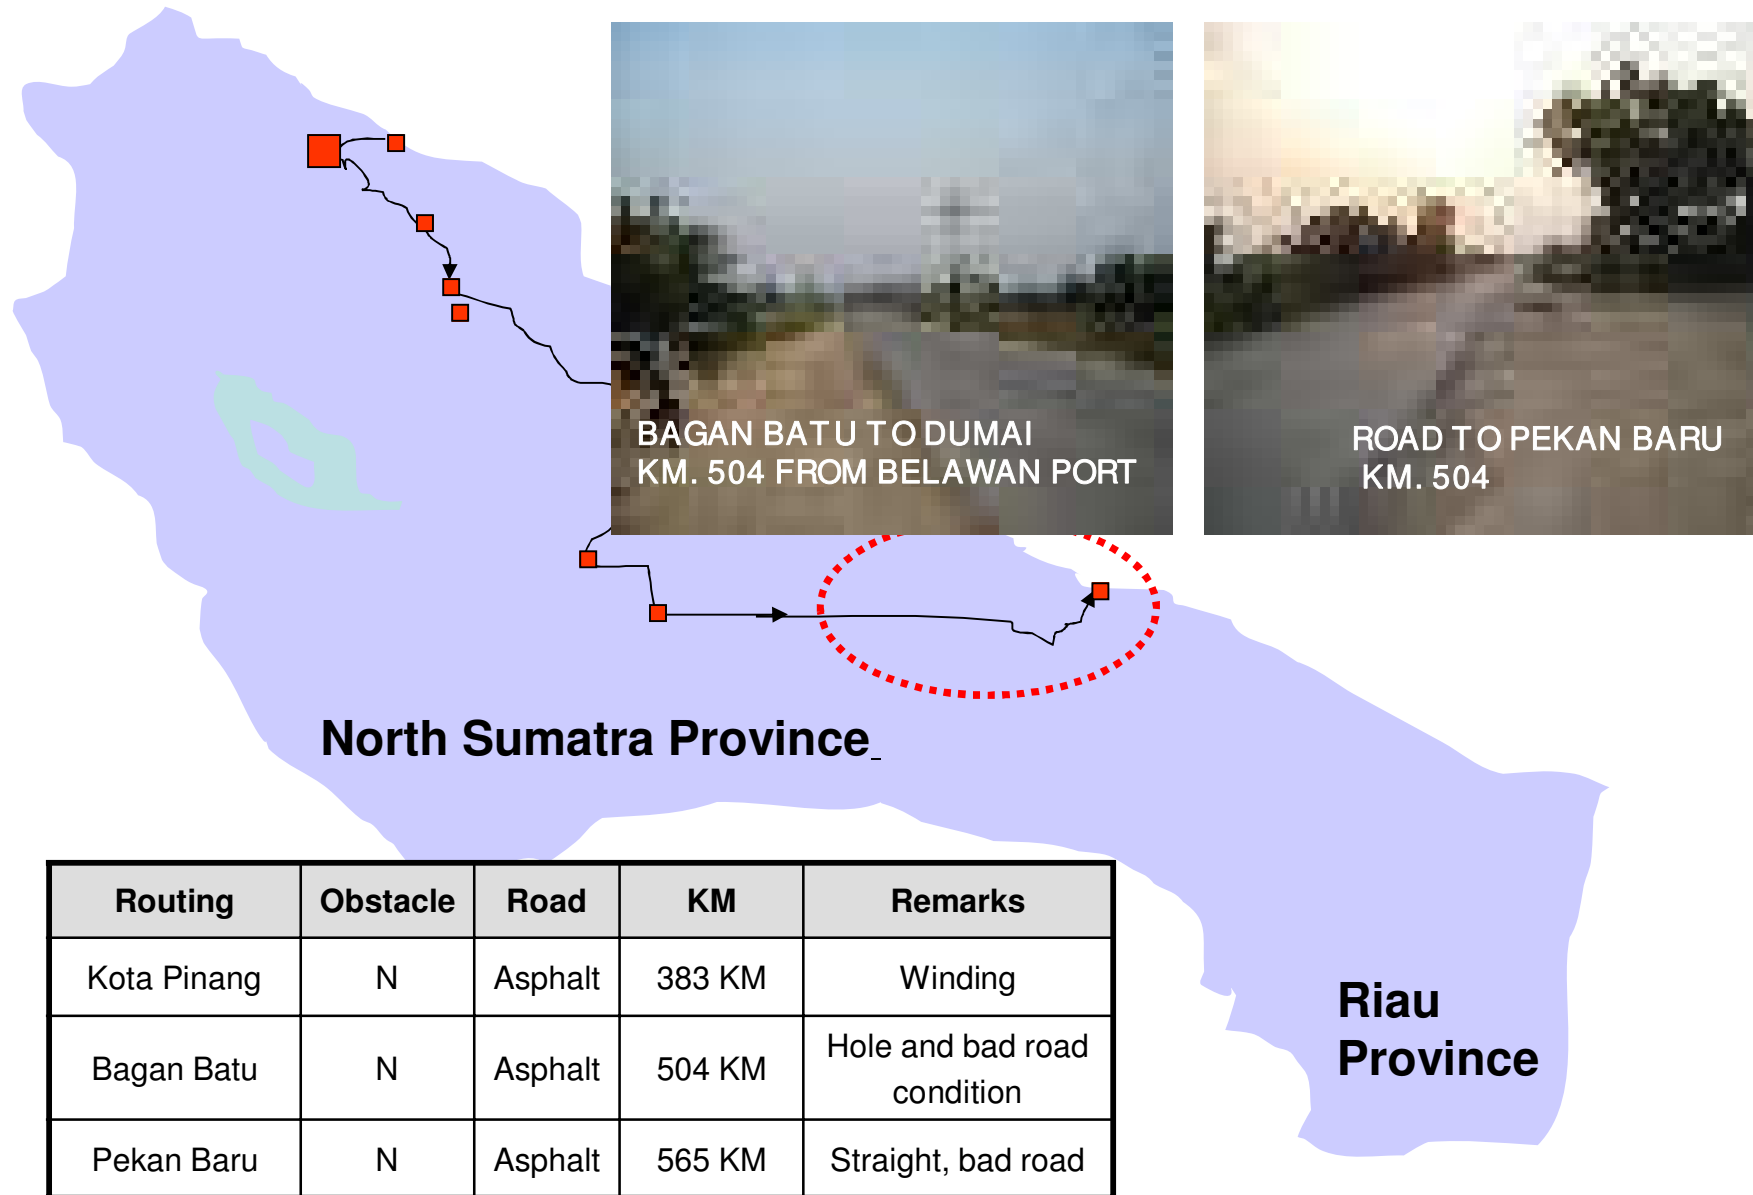 BAGAN BATU TO DUMAI
KM. 504 FROM BELAWAN PORT
ROAD TO PEKAN BARU
KM. 504
North Sumatra Province
Riau
Province
Routing Obstacle Road KM Remarks
Kota Pinang N Asphalt 383 KM Winding
Bagan Batu N Asphalt 504 KM Hole and bad road
condition
Pekan Baru N Asphalt 565 KM Straight, bad road